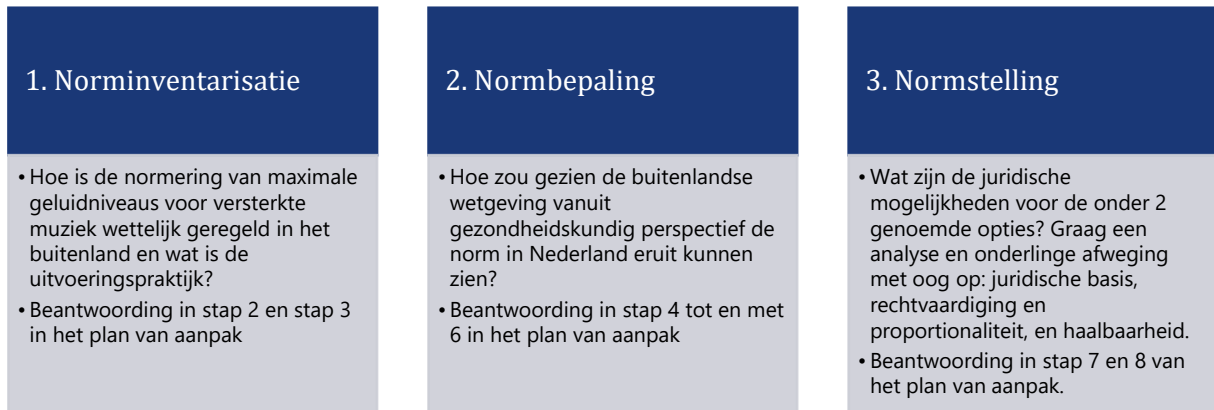 1. Norminventarisatie
• Hoe is de normering van maximale
geluidniveaus voor versterkte
muziek wettelijk geregeld in het
buitenland en wat is de
uitvoeringspraktijk?
• Beantwoording in stap 2 en stap 3
in het plan van aanpak
2. Normbepaling
• Hoe zou gezien de buitenlandse
wetgeving vanuit
gezondheidskundig perspectief de
norm in Nederland eruit kunnen
zien?
• Beantwoording in stap 4 tot en met
6 in het plan van aanpak
3. Normstelling
• Wat zijn de juridische
mogelijkheden voor de onder 2
genoemde opties? Graag een
analyse en onderlinge afweging
met oog op: juridische basis,
rechtvaardiging en
proportionaliteit, en haalbaarheid.
• Beantwoording in stap 7 en 8 van
het plan van aanpak.